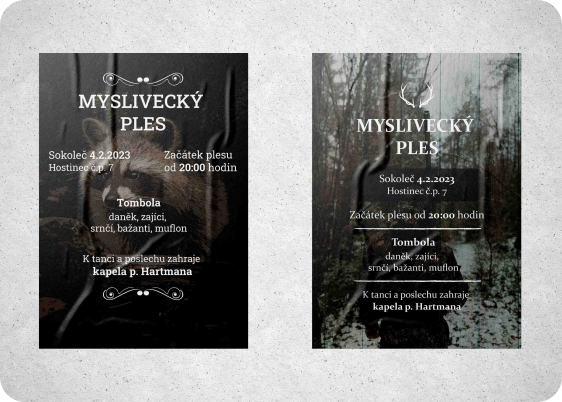 MYSLIVECKÝ
PLES
Sokoleč 4.2.2023
Hostinec č.p. 7
Začátek plesu
od 20:00 hodin
Tombola
daněk, zajíci,
srnčí, bažanti, muflon
K tanci a poslechu zahraje
kapela p. Hartmana
MYSLIVECKÝ
PLES
Sokoleč 4.2.2023
Hostinec č.p. 7
Začátek plesu od 20:00 hodin
Tombola
daněk, zajíci,
srnčí, bažanti, muflon
K tanci a poslechu zahraje
kapela p. Hartmana